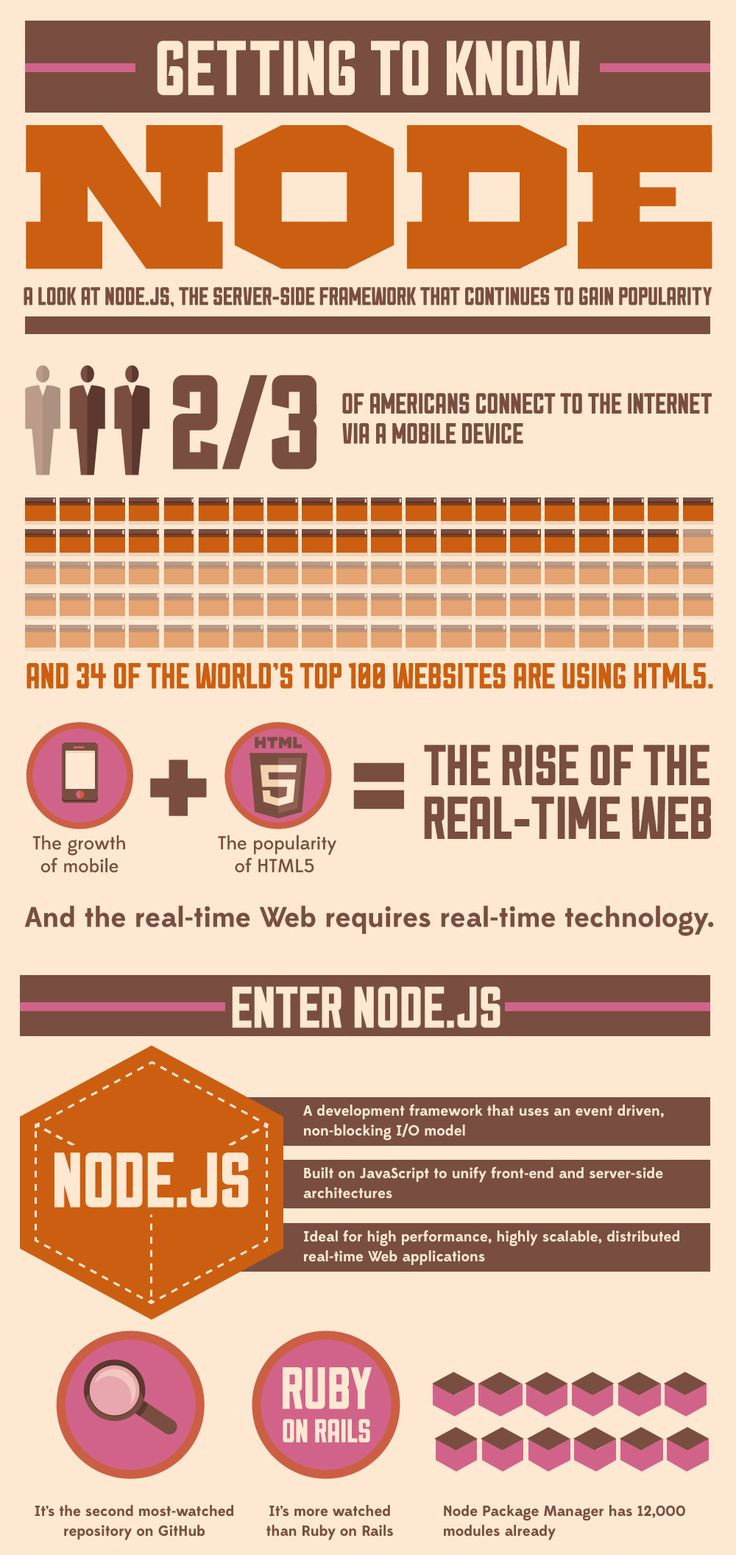 GETTING TO KNOW
NODE
A LOOK AT NODE.JS, THE SERVER-SIDE FRAMEWORK THAT CONTINUES TO GAIN POPULARITY
2/3
OF AMERICANS CONNECT TO THE INTERNET
VIA A MOBILE DEVICE
AND 34 OF THE WORLD'S TOP 100 WEBSITES ARE USING HTML5.
HTML
5
The growth
of mobile
+
The popularity
of HTML5
=
THE RISE OF THE
REAL-TIME WEB
And the real-time Web requires real-time technology.
ENTER NODE.JS
NODE.JS
A development framework that uses an event driven,
non-blocking I/O model
Built on JavaScript to unify front-end and server-side
architectures
Ideal for high performance, highly scalable, distributed
real-time Web applications
It's the second most-watched
repository on GitHub
RUBY
ON RAILS
It's more watched
than Ruby on Rails
Node Package Manager has 12,000
modules already